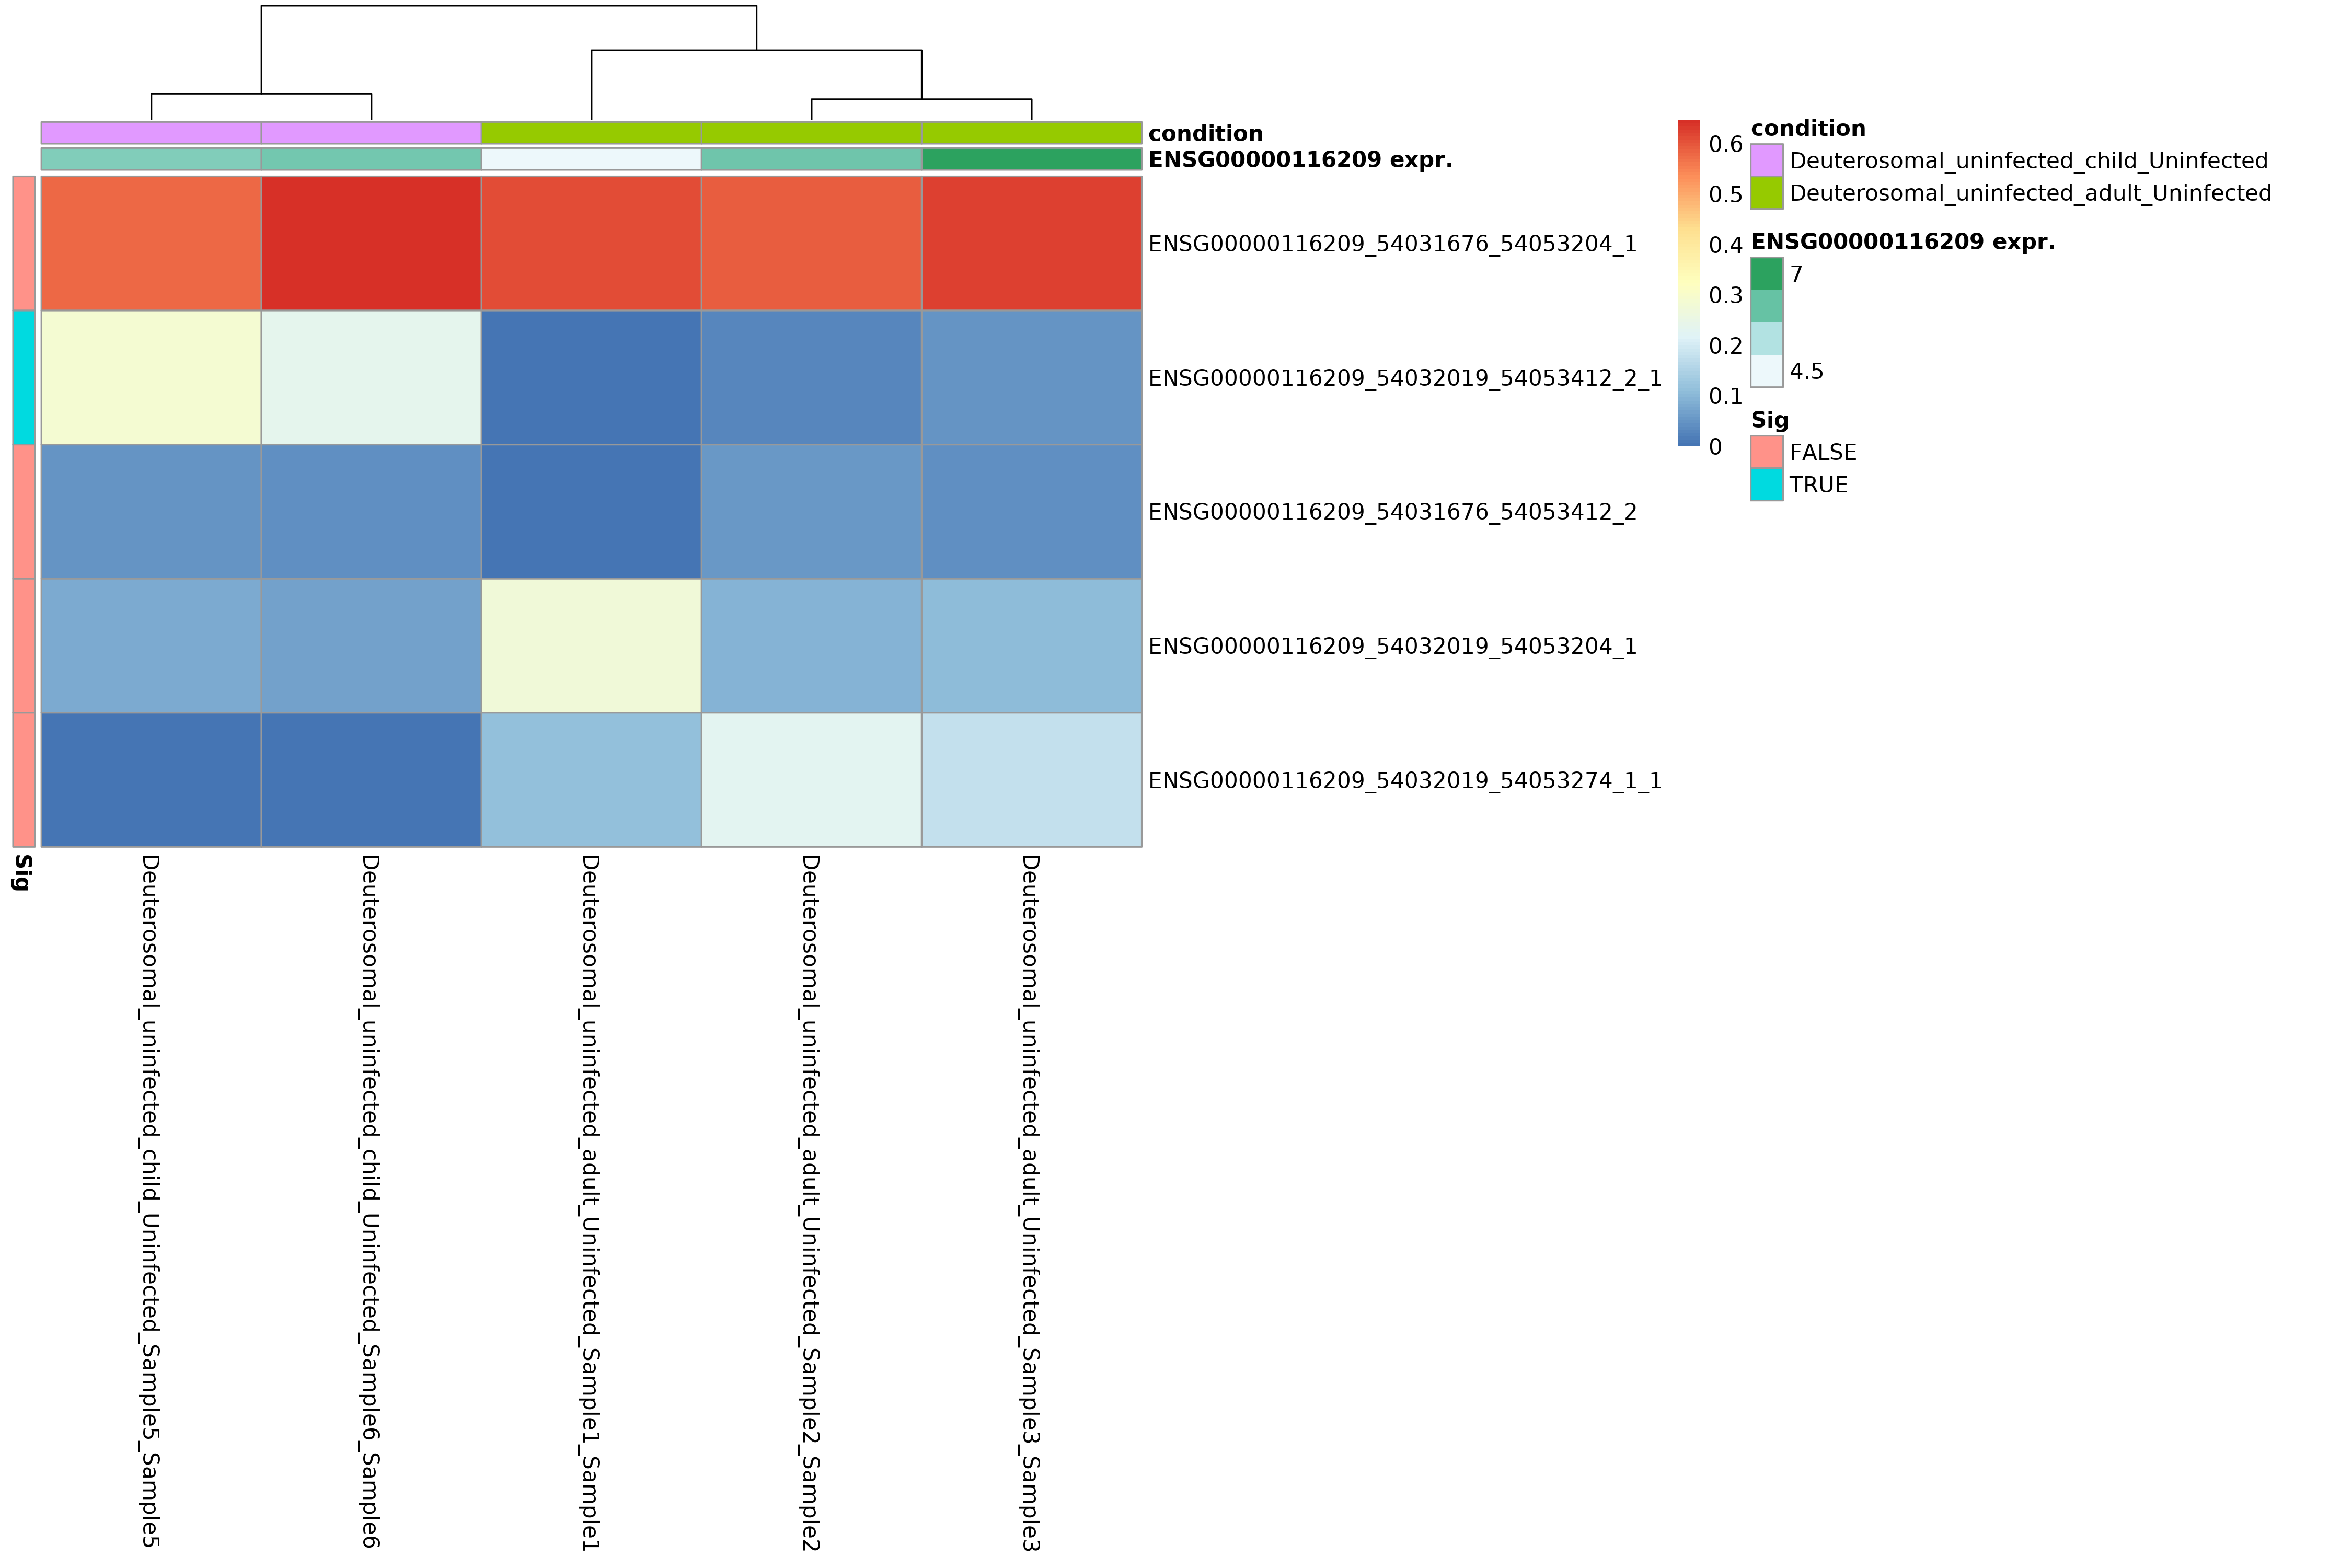 condition
ENSG00000116209 expr.
ENSG00000116209_54031676_54053204_1
ENSG00000116209_54032019_54053412_2_1
ENSG00000116209_54031676_54053412_2
ENSG00000116209_54032019_54053204_1
ENSG00000116209_54032019_54053274_1_1
Sig
Deuterosomal_uninfected_child_Uninfected_Sample5_Sample5
Deuterosomal_uninfected_child_Uninfected_Sample6_Sample6
Deuterosomal_uninfected_adult_Uninfected_Sample1_Sample1
Deuterosomal_uninfected_adult_Uninfected_Sample2_Sample2
Deuterosomal_uninfected_adult_Uninfected_Sample3_Sample3
0.6
0.5
0.4
0.3
0.2
0.1
0
condition
Deuterosomal_uninfected_child_Uninfected
Deuterosomal_uninfected_adult_Uninfected
ENSG00000116209 expr.
7
4.5
Sig
FALSE
TRUE